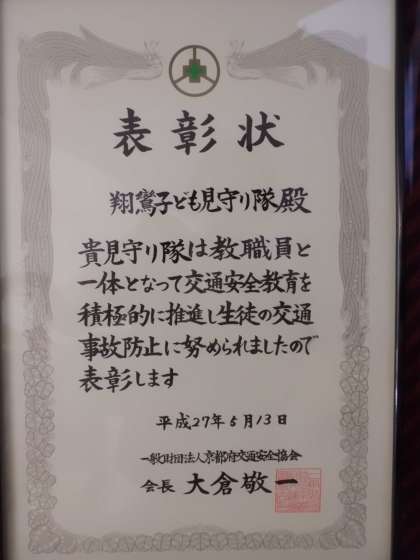 表彰状
翔鸞子ども見守り隊殿
貴見守り隊は教職員と
一体となって交通安全教育を
積極的に推進し生徒の交通
事故防止に努められましたので
表彰します
平成27年5月13日
一般財団法人京都府交通安全協会
会長 大倉敬一